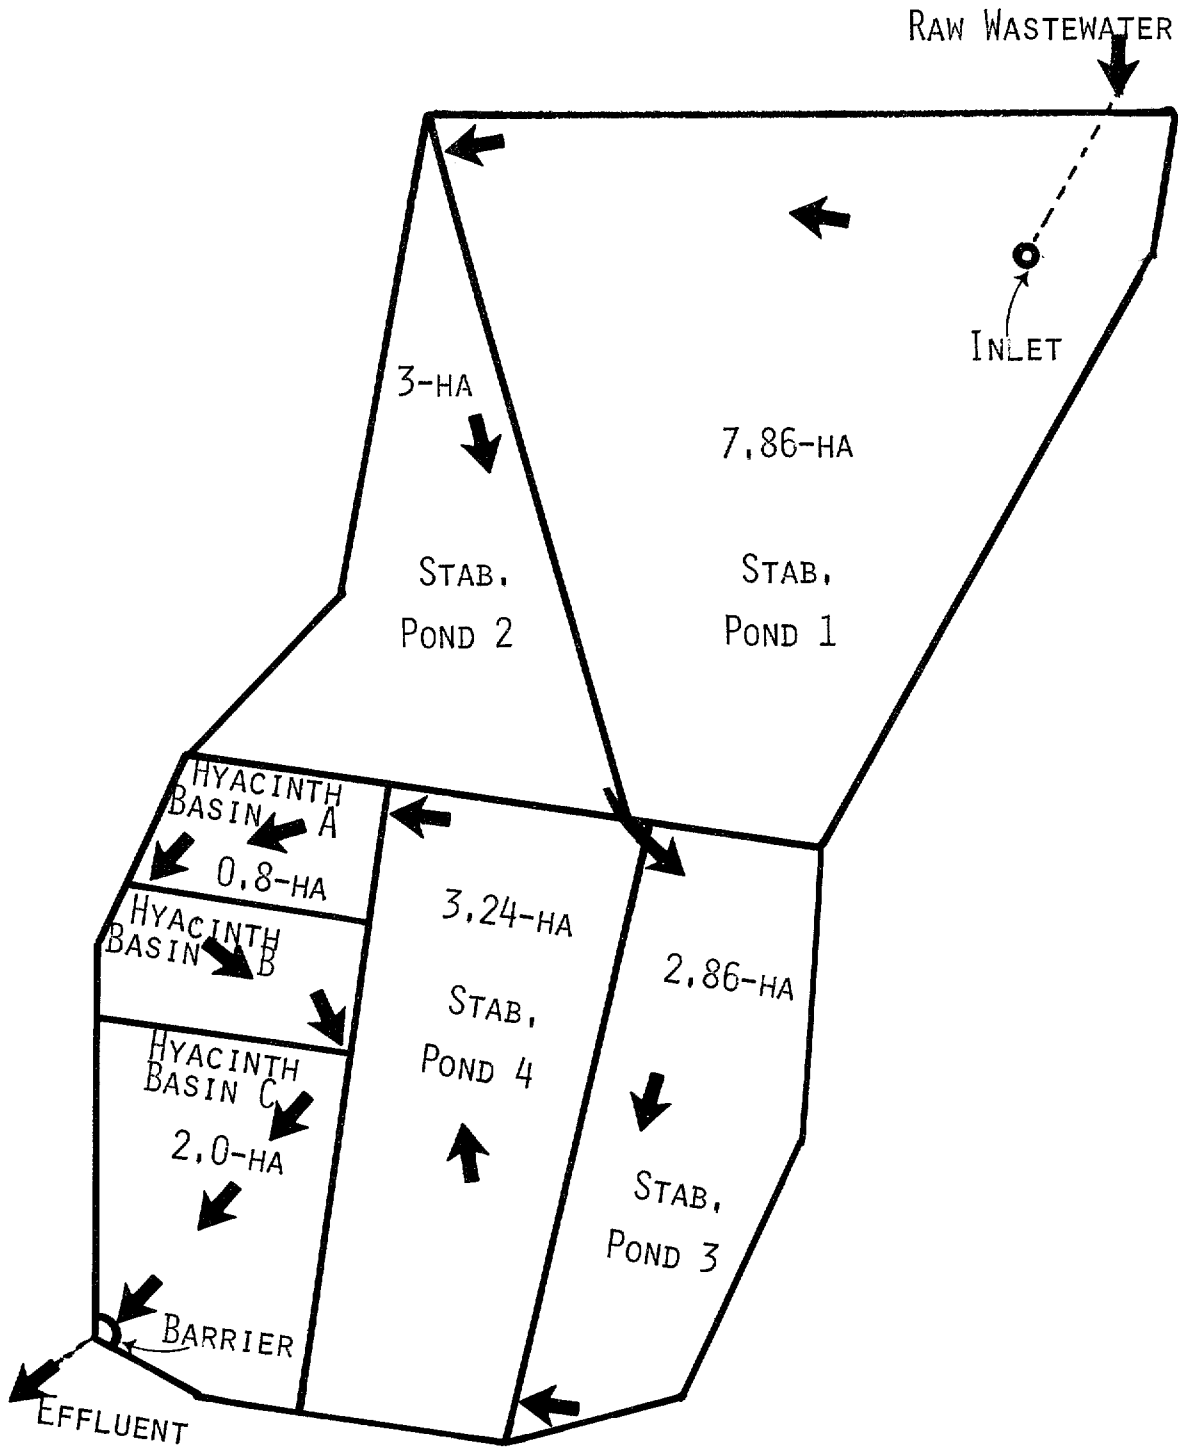 RAW WASTEWATER
INLET
3-HA
7.86-HA
STAB.
POND 2
STAB.
POND 1
HYACINTH
BASIN A
0.8-HA
HYACINTH
BASIN B
3.24-HA
2.86-HA
STAB.
POND 4
HYACINTH
BASIN C
2.0-HA
STAB.
POND 3
BARRIER
EFFLUENT